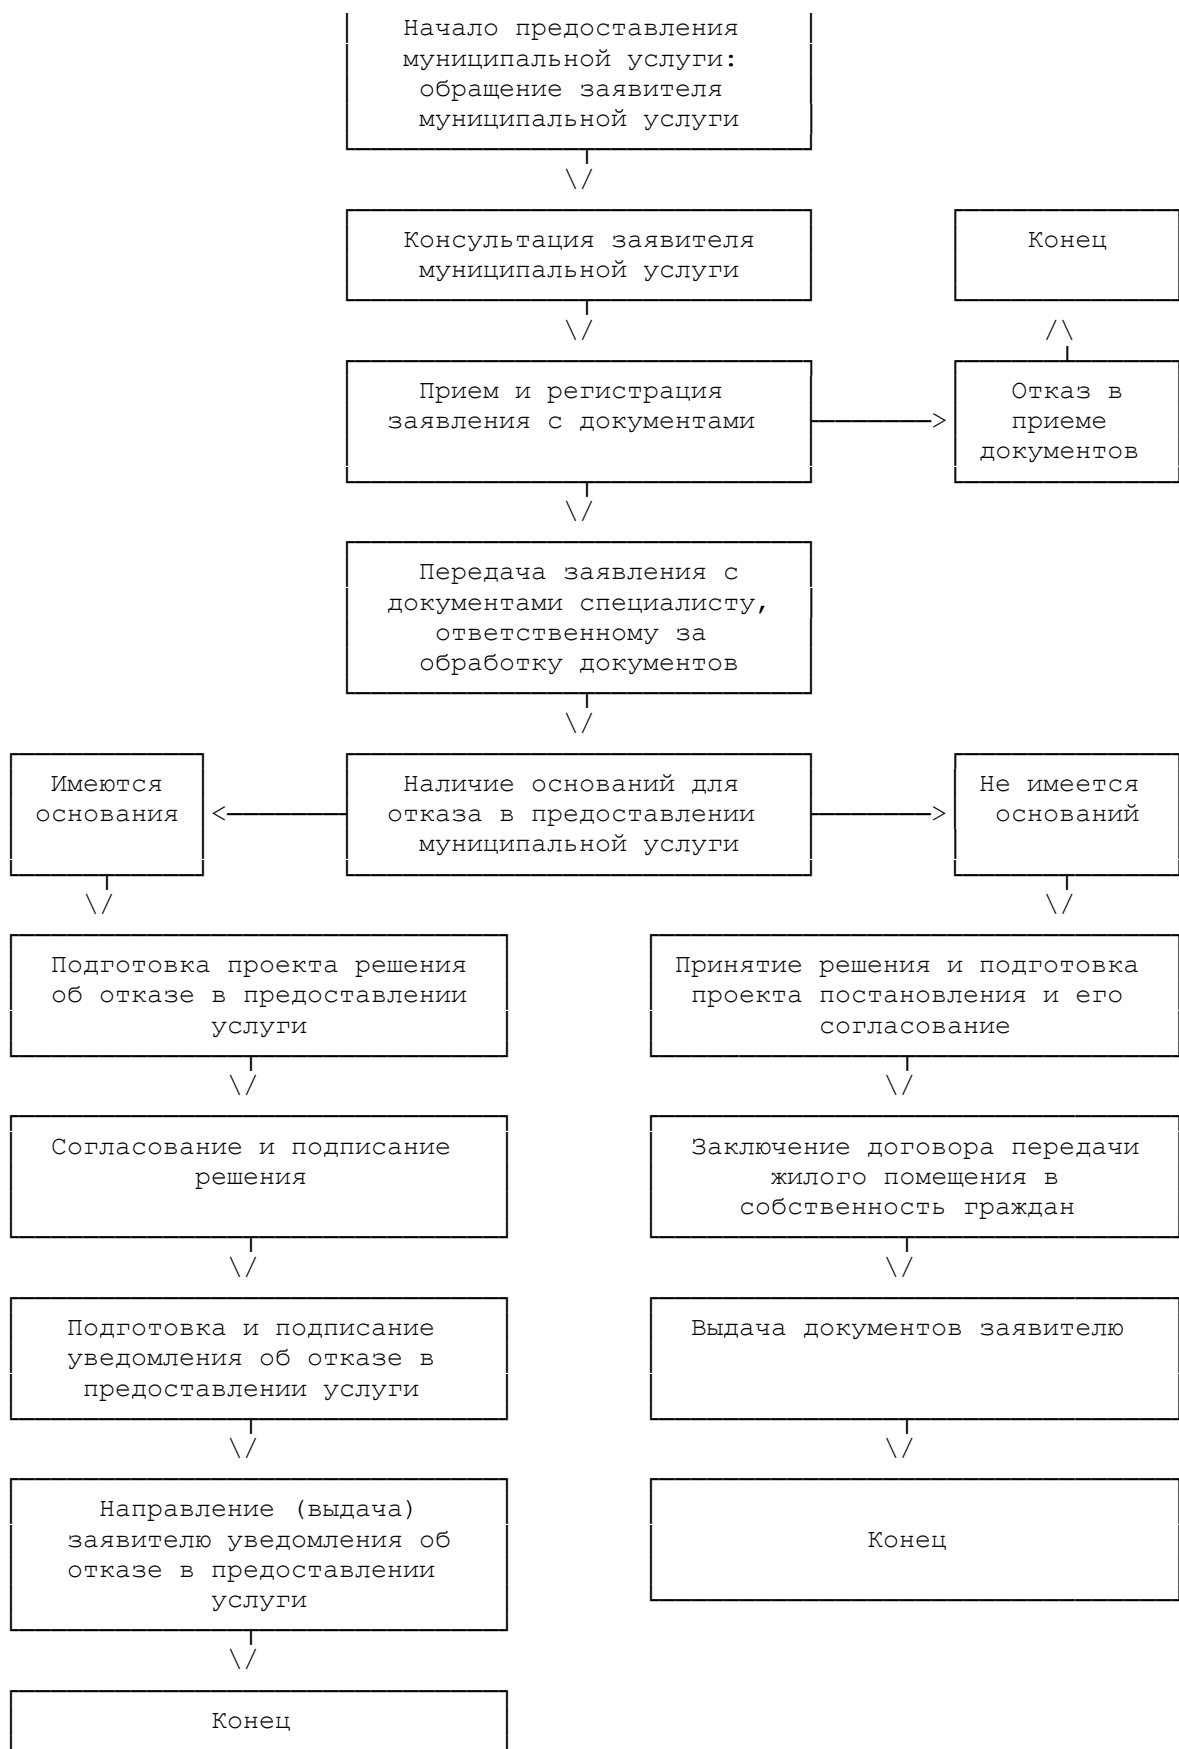 Начало предоставления
муниципальной услуги:
обращение заявителя
муниципальной услуги
\/
Консультация заявителя
муниципальной услуги
Конец
\/
/\
Прием и регистрация
заявления с документами
>
Отказ в
приеме
документов
\/
Передача заявления с
документами специалисту,
ответственному за
обработку документов
\/
Имеются
основания
<
Наличие оснований для
отказа в предоставлении
муниципальной услуги
>
Не имеется
оснований
\/
\/
Подготовка проекта решения
об отказе в предоставлении
услуги
Принятие решения и подготовка
проекта постановления и его
согласование
\/
\/
Согласование и подписание
решения
Заключение договора передачи
жилого помещения в
собственность граждан
\/
\/
Подготовка и подписание
уведомления об отказе в
предоставлении услуги
Выдача документов заявителю
\/
\/
Направление (выдача)
заявителю уведомления об
отказе в предоставлении
услуги
Конец
\/
Конец